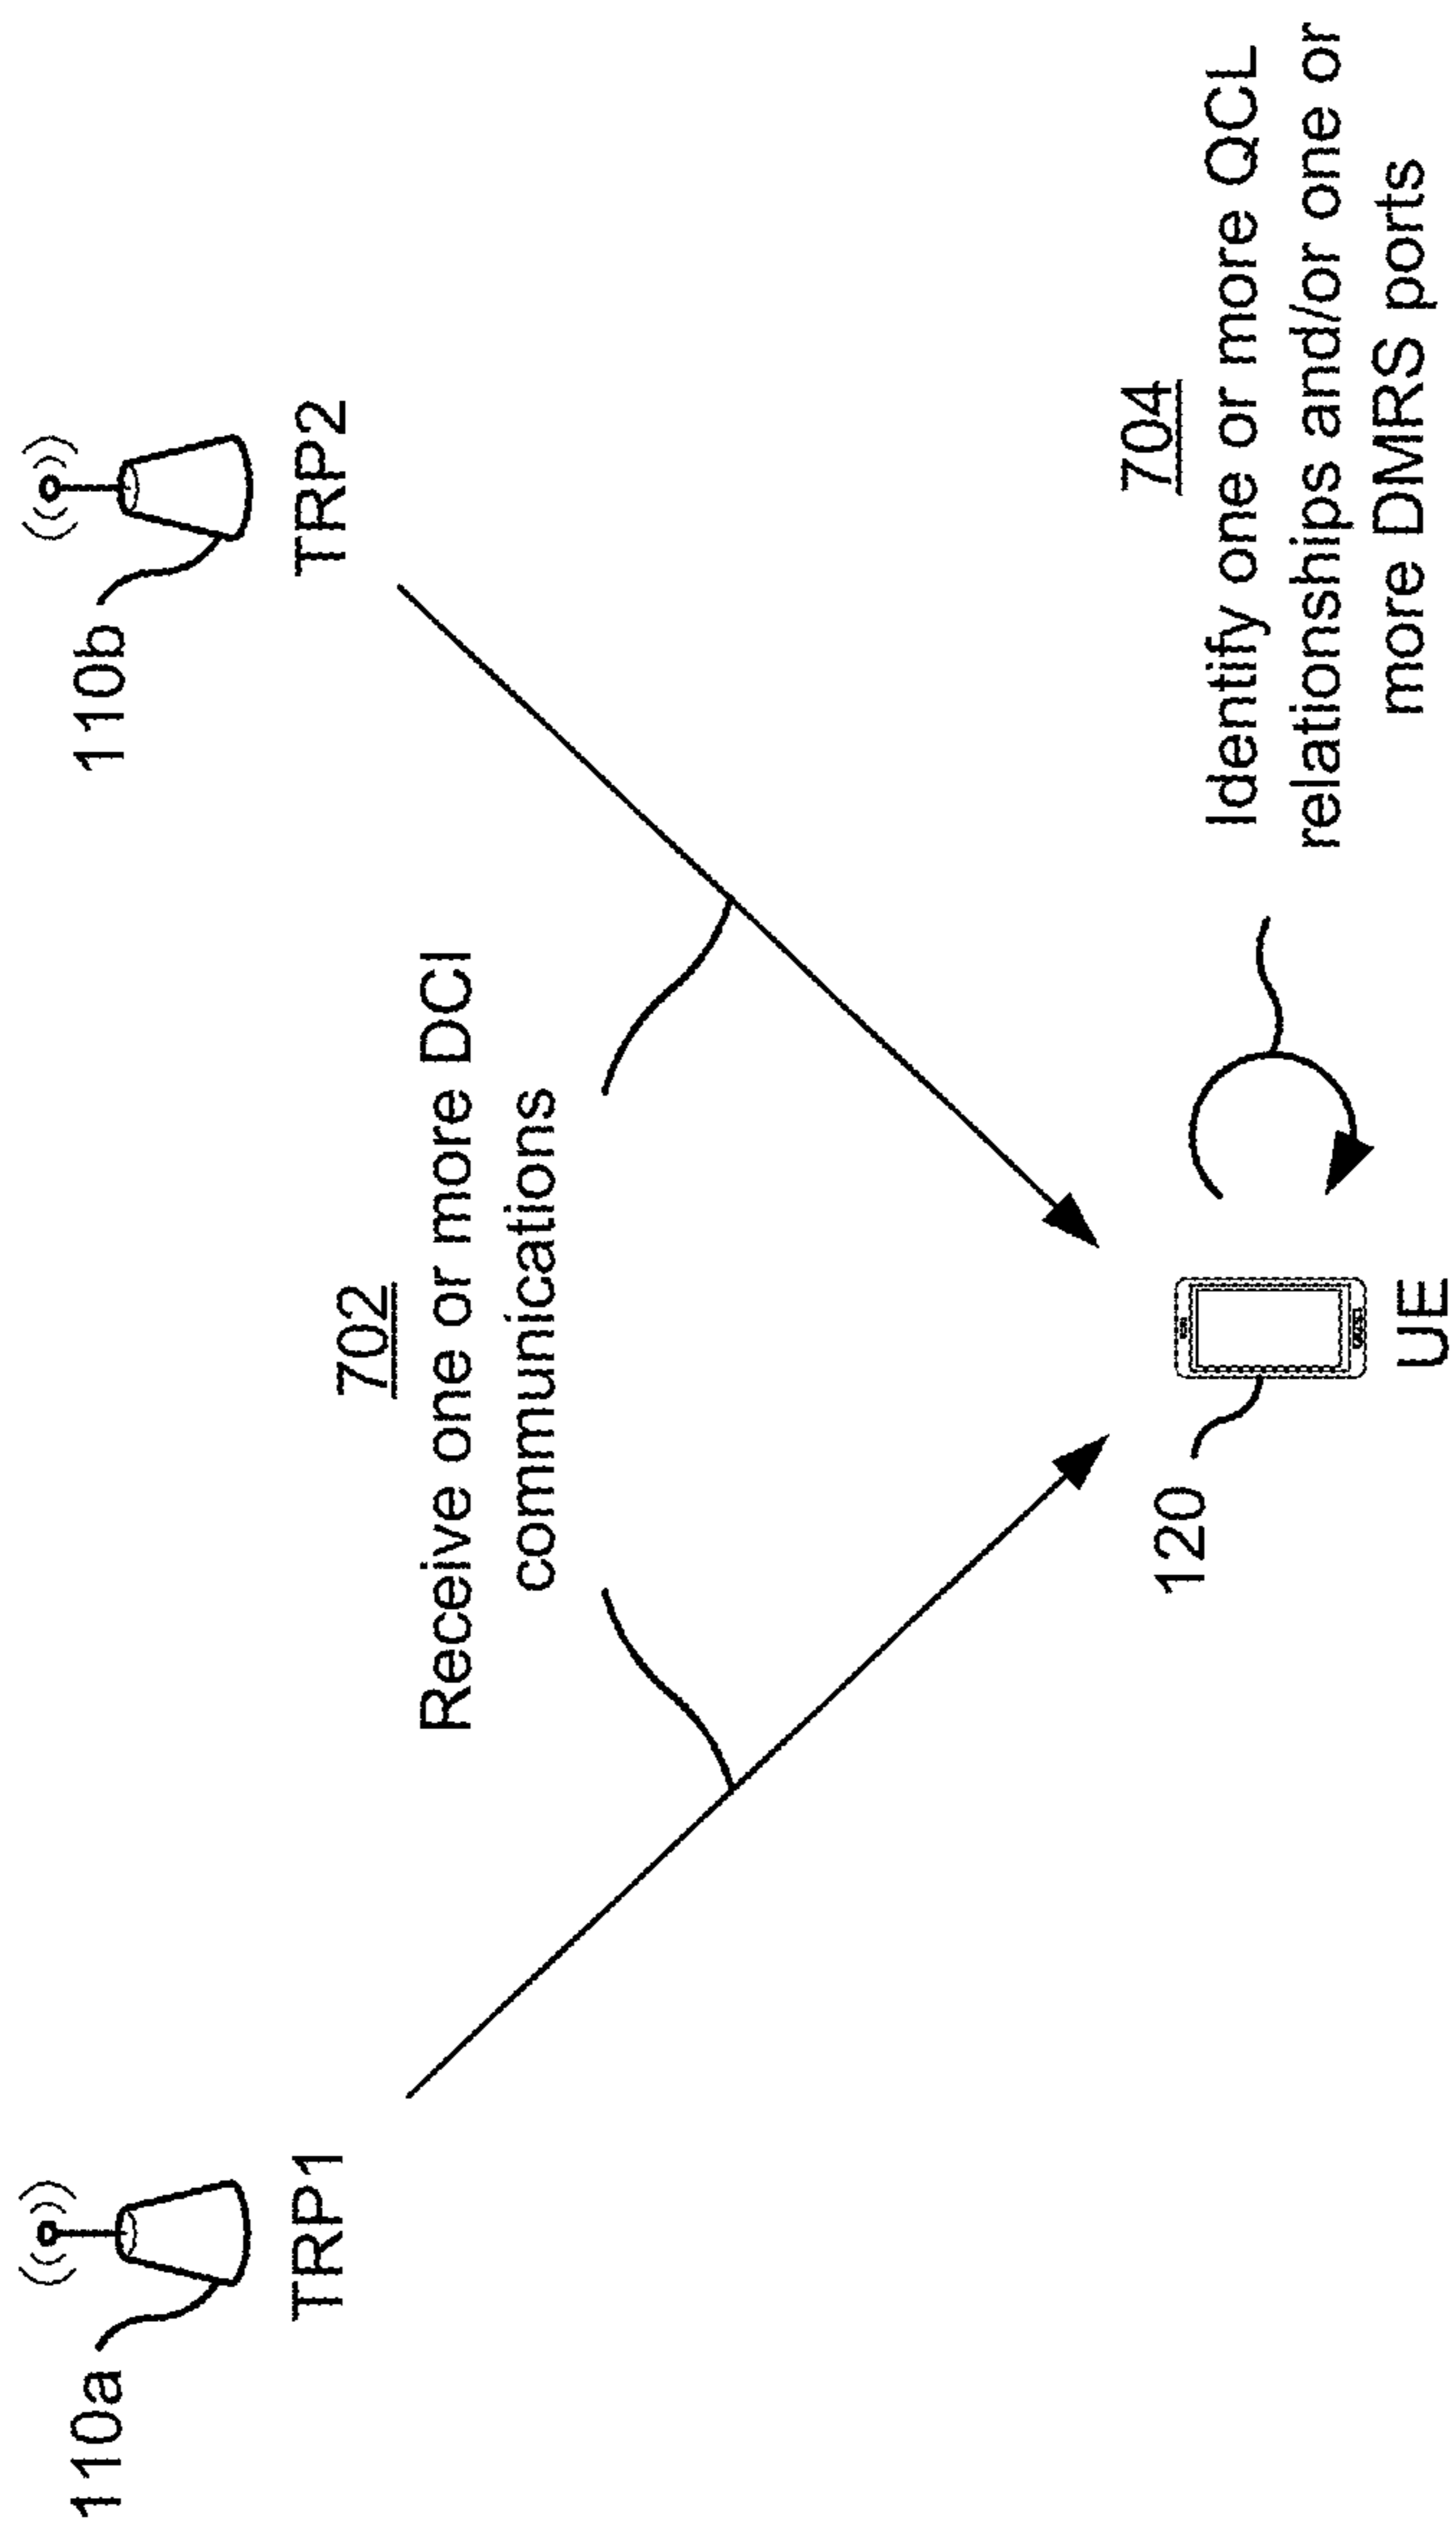 110a
TRP1
110b
TRP2
702
Receive one or more DCI
communications
120
UE
704
Identify one or more QCL
relationships and/or one or
more DMRS ports